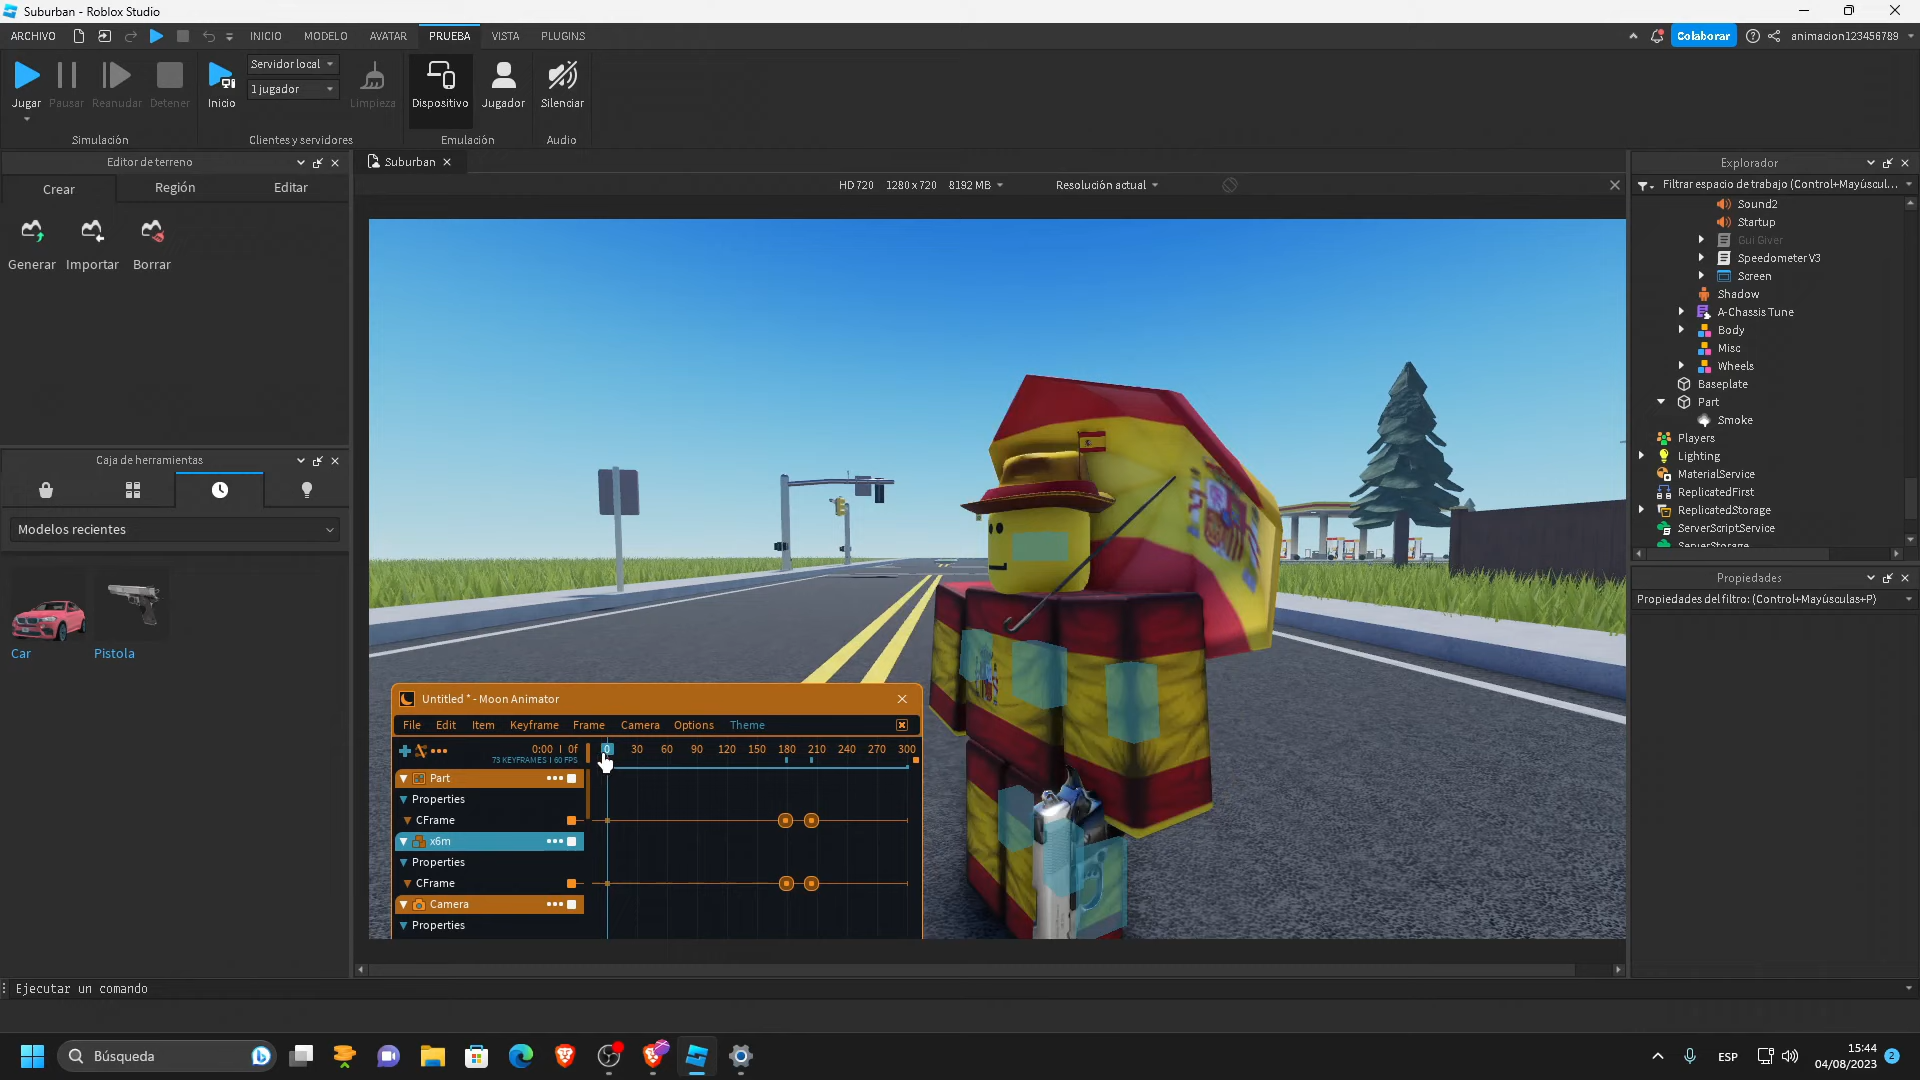 Suburban - Roblox Studio
ARCHIVO INICIO MODELO AVATAR PRUEBA VISTA PLUGINS Colaborar animacion123456789
Jugar Pausar Reanudar Detener Inicio Servidor local 1 jugador Limpieza Dispositivo Jugador Silenciar
Simulación Clientes y servidores Emulación Audio
Editor de terreno
Crear Región Editar
Generar Importar Borrar
Caja de herramientas
Modelos recientes
Car Pistola
Suburban
HD 720 1280 x 720 8192 MB Resolución actual
Untitled * - Moon Animator
File Edit Item Keyframe Frame Camera Options Theme
0:00 | 0f 0 30 60 90 120 150 180 210 240 270 300
73 KEYFRAMES | 60 FPS
Part
Properties
CFrame
x6m
Properties
CFrame
Camera
Properties
Explorador
Filtrar espacio de trabajo (Control+Mayúscul...
Sound2
Startup
Gui Giver
Speedometer V3
Screen
Shadow
A-Chassis Tune
Body
Misc
Wheels
Baseplate
Part
Smoke
Players
Lighting
MaterialService
ReplicatedFirst
ReplicatedStorage
ServerScriptService
ServerStorage
Propiedades
Propiedades del filtro: (Control+Mayúsculas+P)
Ejecutar un comando
Búsqueda
ESP
15:44
04/08/2023
2